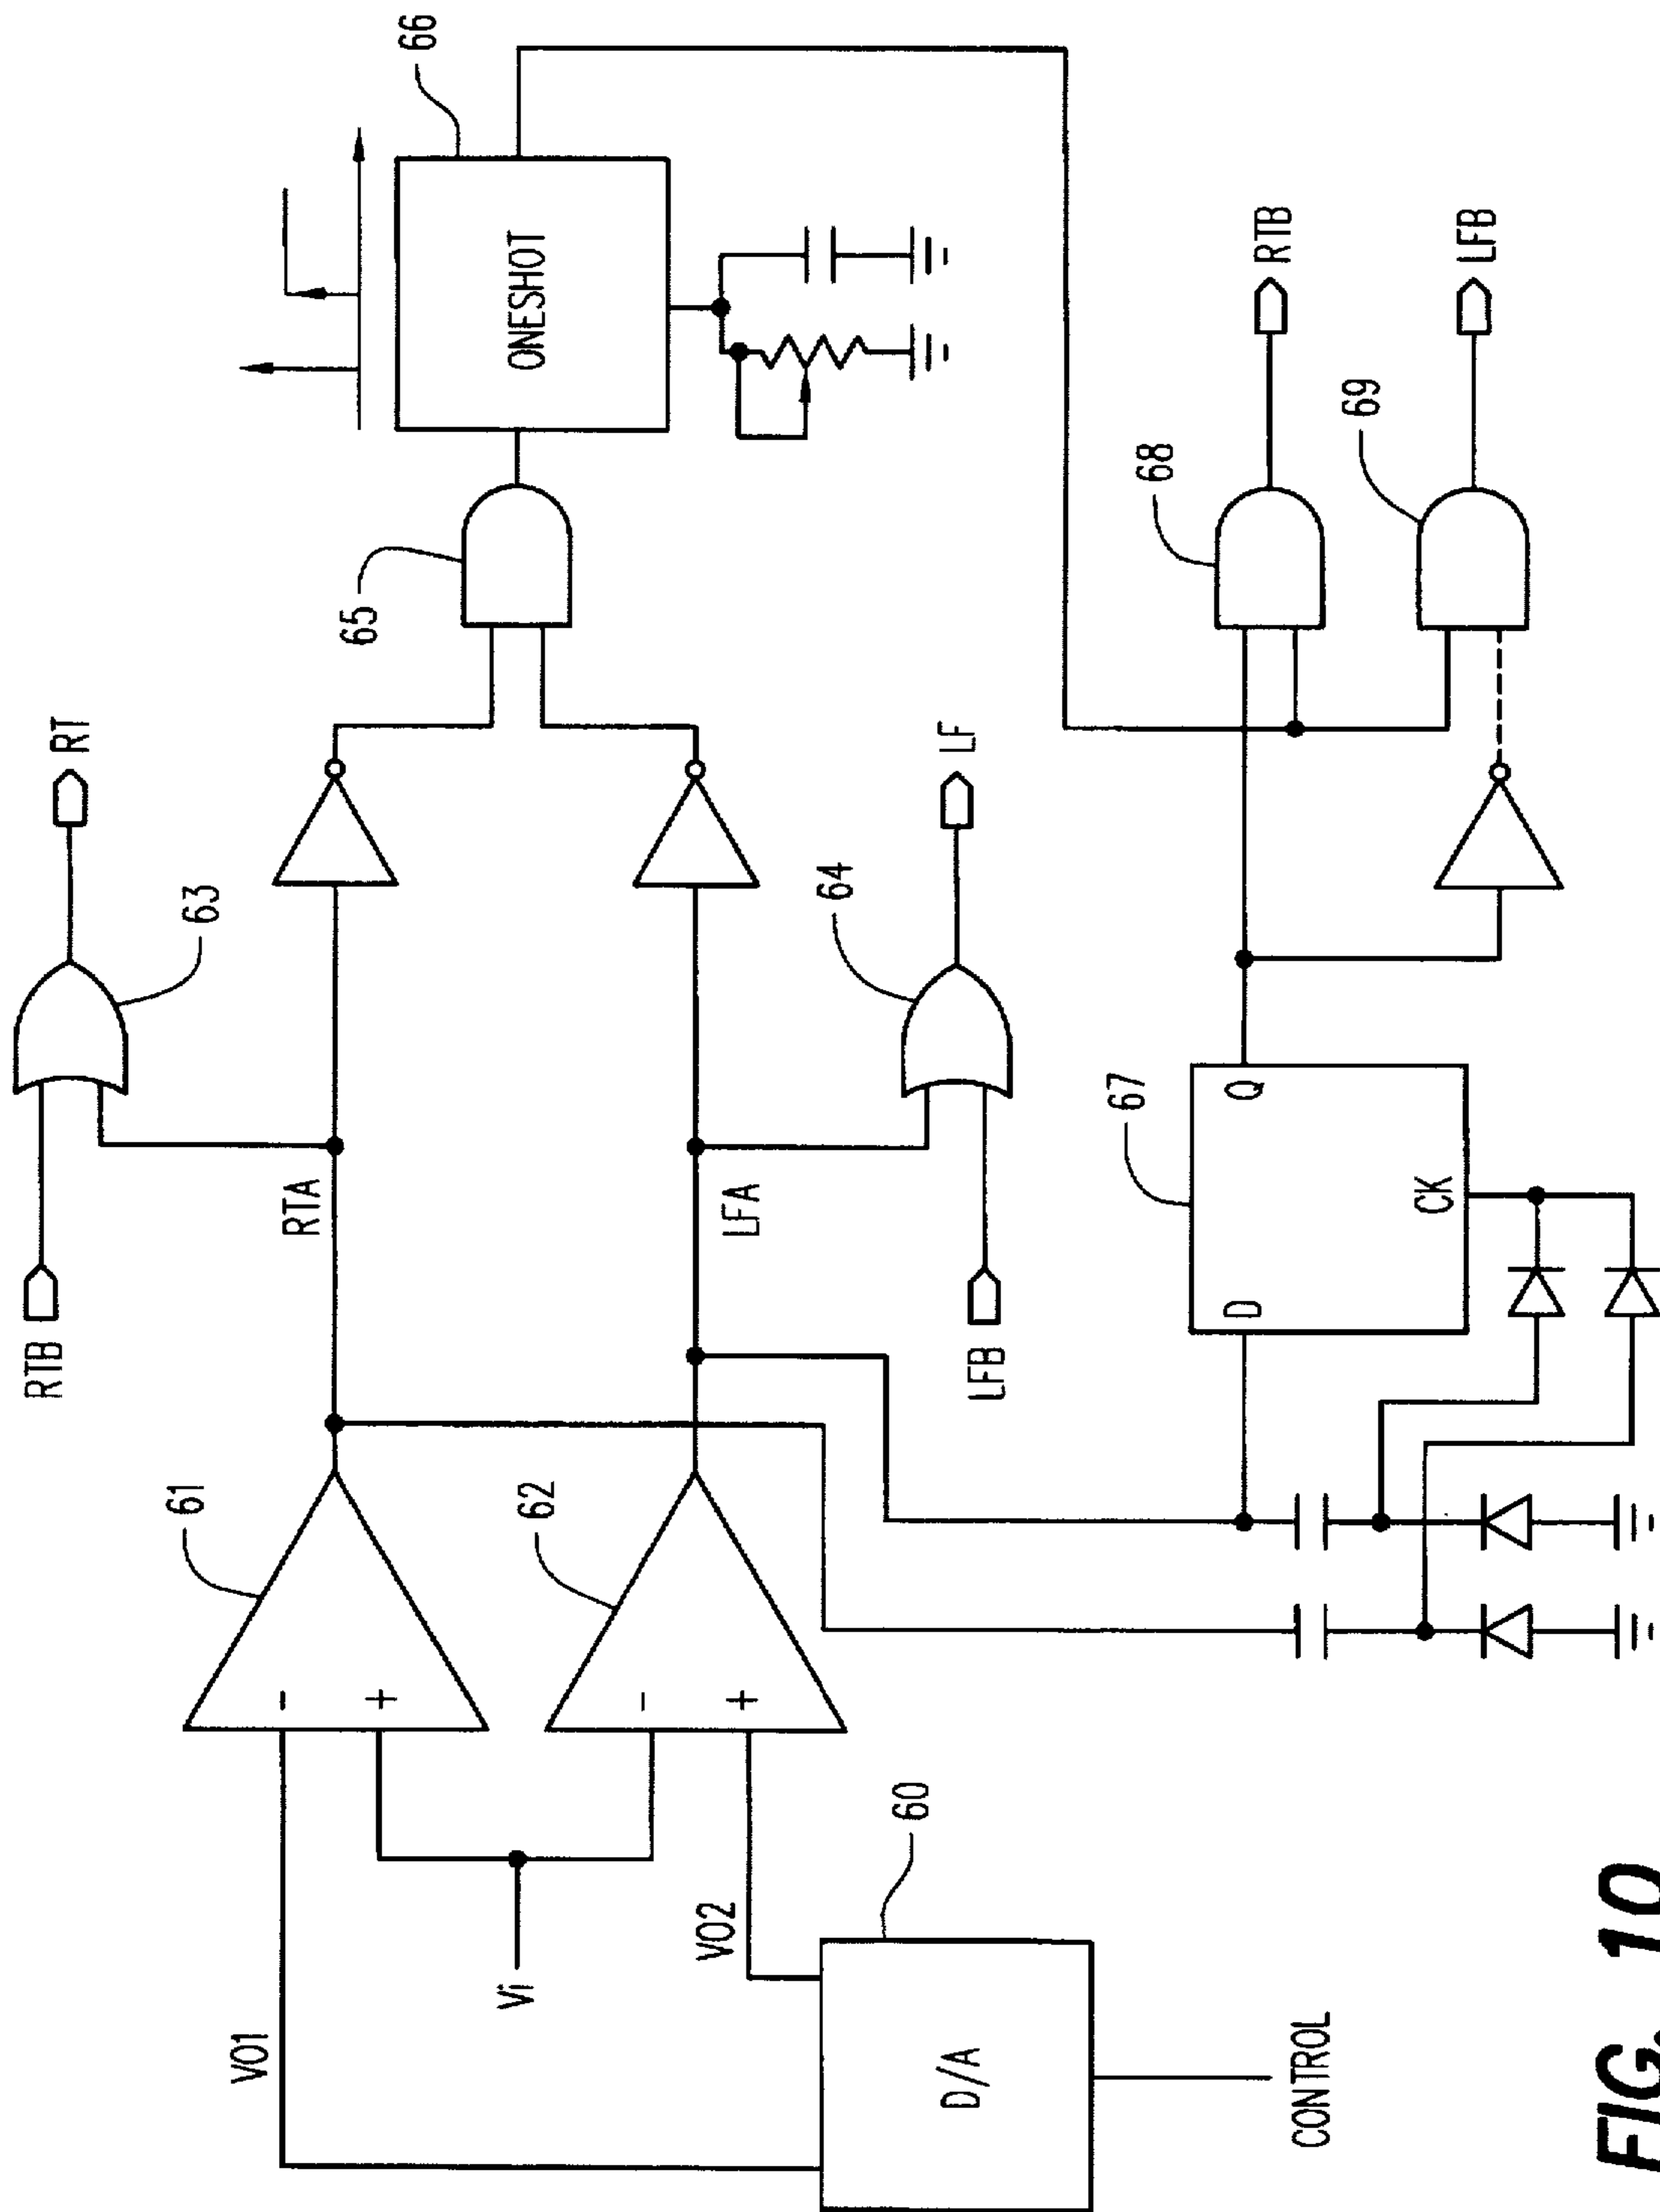 RTB
RT
63
61
RTA
65
66
ONESHOT
VO1
Vi
62
LFA
64
LF
LFB
VO2
60
D/A
CONTROL
67
D
Q
CK
68
RTB
69
LFB
-
+
-
+
FIG. 10